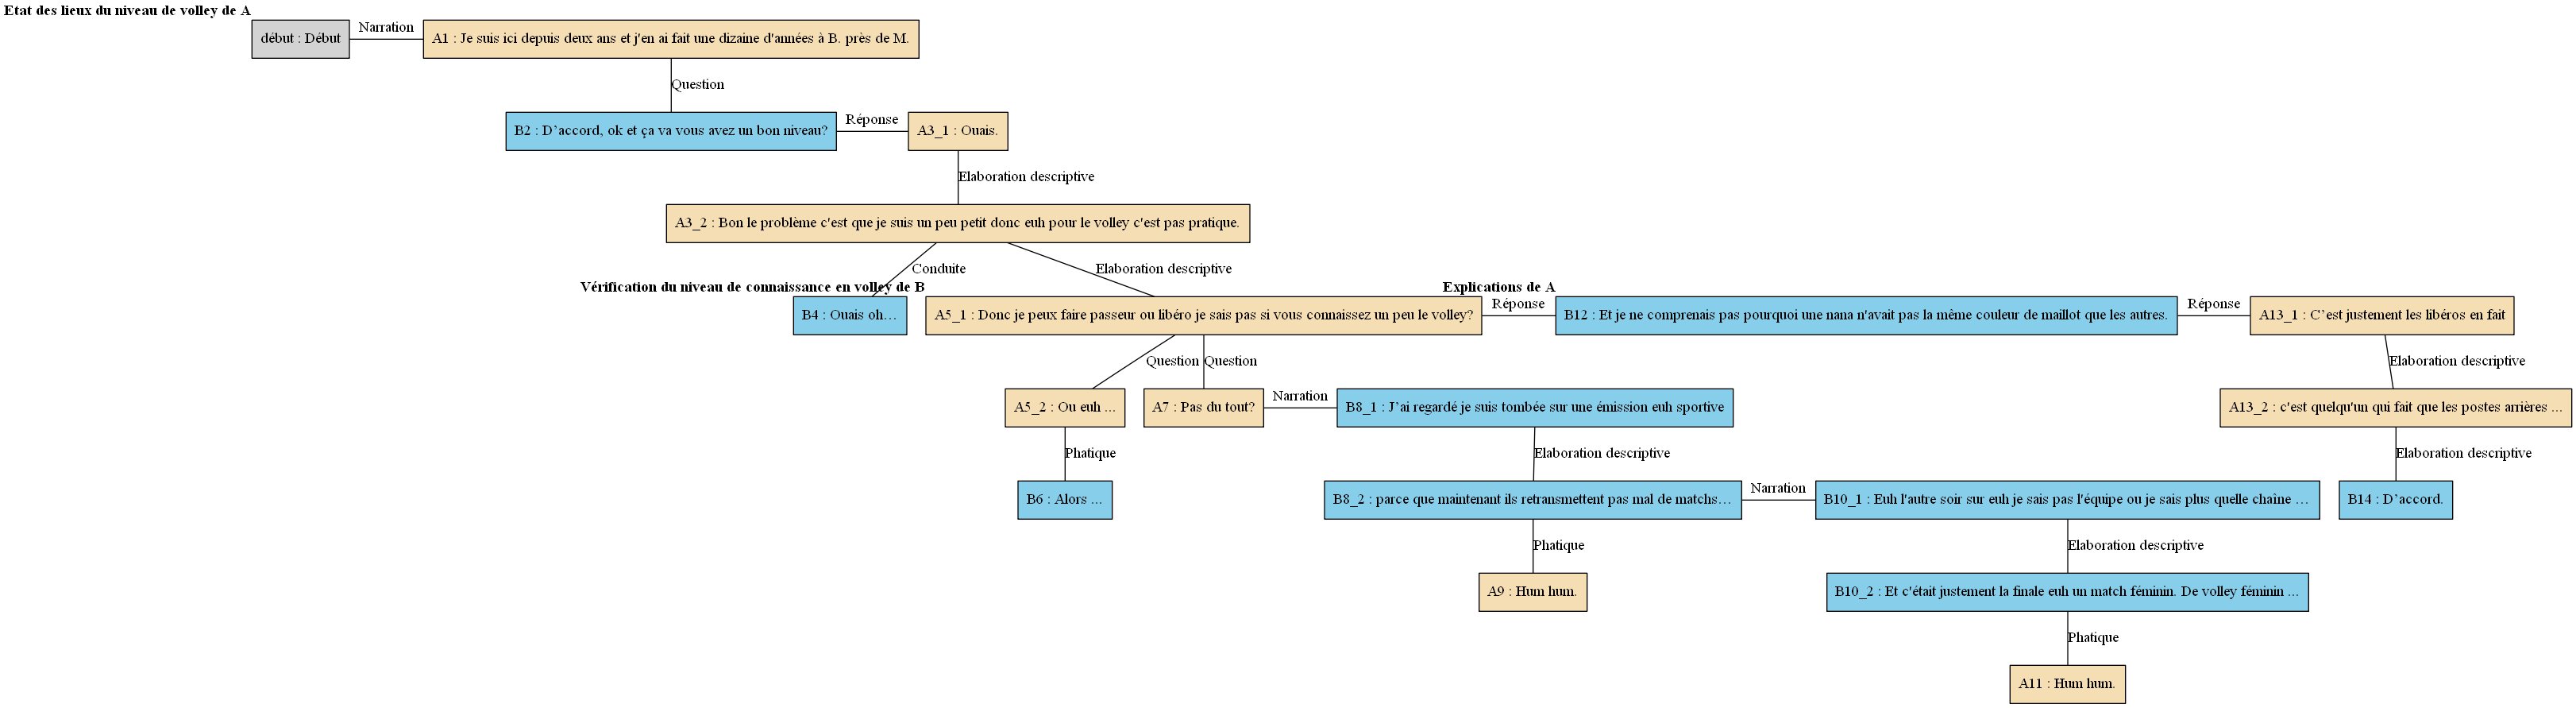 Etat des lieux du niveau de volley de A
début : Début
Narration
A1 : Je suis ici depuis deux ans et j'en ai fait une dizaine d'années à B. près de M.
Question
B2 : D’accord, ok et ça va vous avez un bon niveau?
Réponse
A3_1 : Ouais.
Elaboration descriptive
A3_2 : Bon le problème c'est que je suis un peu petit donc euh pour le volley c'est pas pratique.
Conduite
Elaboration descriptive
Vérification du niveau de connaissance en volley de B
Explications de A
B4 : Ouais oh…
A5_1 : Donc je peux faire passeur ou libéro je sais pas si vous connaissez un peu le volley?
Réponse
B12 : Et je ne comprenais pas pourquoi une nana n'avait pas la même couleur de maillot que les autres.
Réponse
A13_1 : C’est justement les libéros en fait
Question
Question
Elaboration descriptive
A5_2 : Ou euh ...
A7 : Pas du tout?
Narration
B8_1 : J’ai regardé je suis tombée sur une émission euh sportive
A13_2 : c'est quelqu'un qui fait que les postes arrières ...
Phatique
Elaboration descriptive
Elaboration descriptive
B6 : Alors ...
B8_2 : parce que maintenant ils retransmettent pas mal de matchs…
Narration
B10_1 : Euh l'autre soir sur euh je sais pas l'équipe ou je sais plus quelle chaîne …
B14 : D’accord.
Phatique
Elaboration descriptive
A9 : Hum hum.
B10_2 : Et c'était justement la finale euh un match féminin. De volley féminin ...
Phatique
A11 : Hum hum.